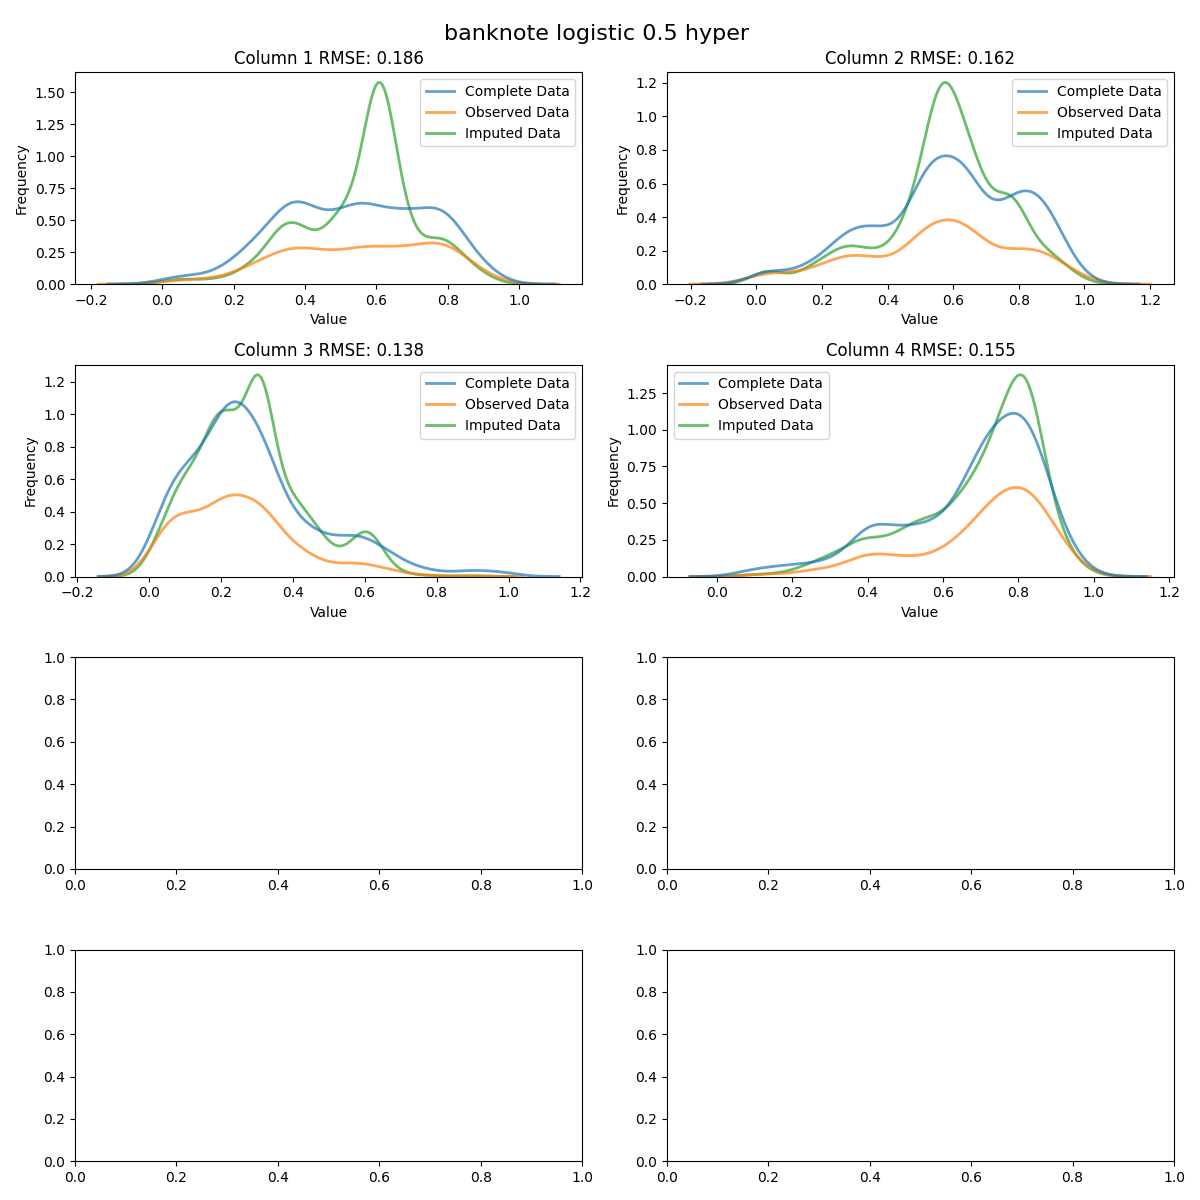 banknote logistic 0.5 hyper
Column 1 RMSE: 0.186
Complete Data
Observed Data
Imputed Data
Frequency
1.50
1.25
1.00
0.75
0.50
0.25
0.00
−0.2 0.0 0.2 0.4 0.6 0.8 1.0
Value
Column 2 RMSE: 0.162
Complete Data
Observed Data
Imputed Data
Frequency
1.2
1.0
0.8
0.6
0.4
0.2
0.0
−0.2 0.0 0.2 0.4 0.6 0.8 1.0 1.2
Value
Column 3 RMSE: 0.138
Complete Data
Observed Data
Imputed Data
Frequency
1.2
1.0
0.8
0.6
0.4
0.2
0.0
−0.2 0.0 0.2 0.4 0.6 0.8 1.0 1.2
Value
Column 4 RMSE: 0.155
Complete Data
Observed Data
Imputed Data
Frequency
1.25
1.00
0.75
0.50
0.25
0.00
0.0 0.2 0.4 0.6 0.8 1.0 1.2
Value
1.0
0.8
0.6
0.4
0.2
0.0
0.0 0.2 0.4 0.6 0.8 1.0
1.0
0.8
0.6
0.4
0.2
0.0
0.0 0.2 0.4 0.6 0.8 1.0
1.0
0.8
0.6
0.4
0.2
0.0
0.0 0.2 0.4 0.6 0.8 1.0
1.0
0.8
0.6
0.4
0.2
0.0
0.0 0.2 0.4 0.6 0.8 1.0